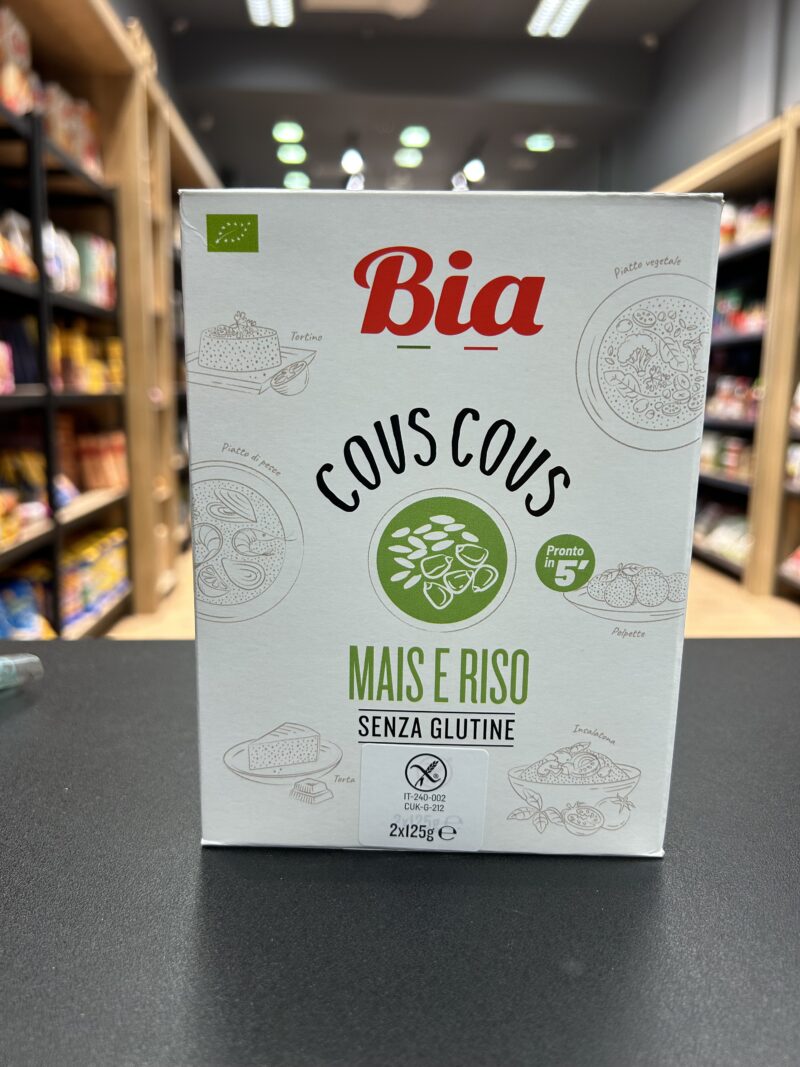 Bia
Piatto vegetale
Tortino
COUS COUS
Piatto di pesce
Pronto
in 5'
Polpette
MAIS E RISO
SENZA GLUTINE
Insalatona
Torta
IT-240-002
CUK-G-212
2x125g
2x125g ℮